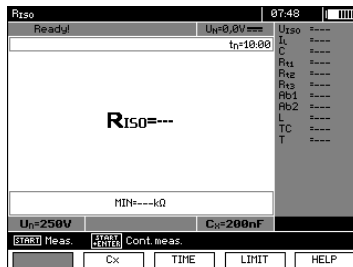 RISO 07:48
Ready! UN=0,0V
tn=10:00
RISO=---
MIN=---kΩ
Un=250V CX=200nF
UISO =---
IL =---
C =---
Rt1 =---
Rt2 =---
Rt3 =---
Ab1 =---
Ab2 =---
L =---
TC =---
T =---
START Meas. START +ENTER Cont.meas.
Cx TIME LIMIT HELP